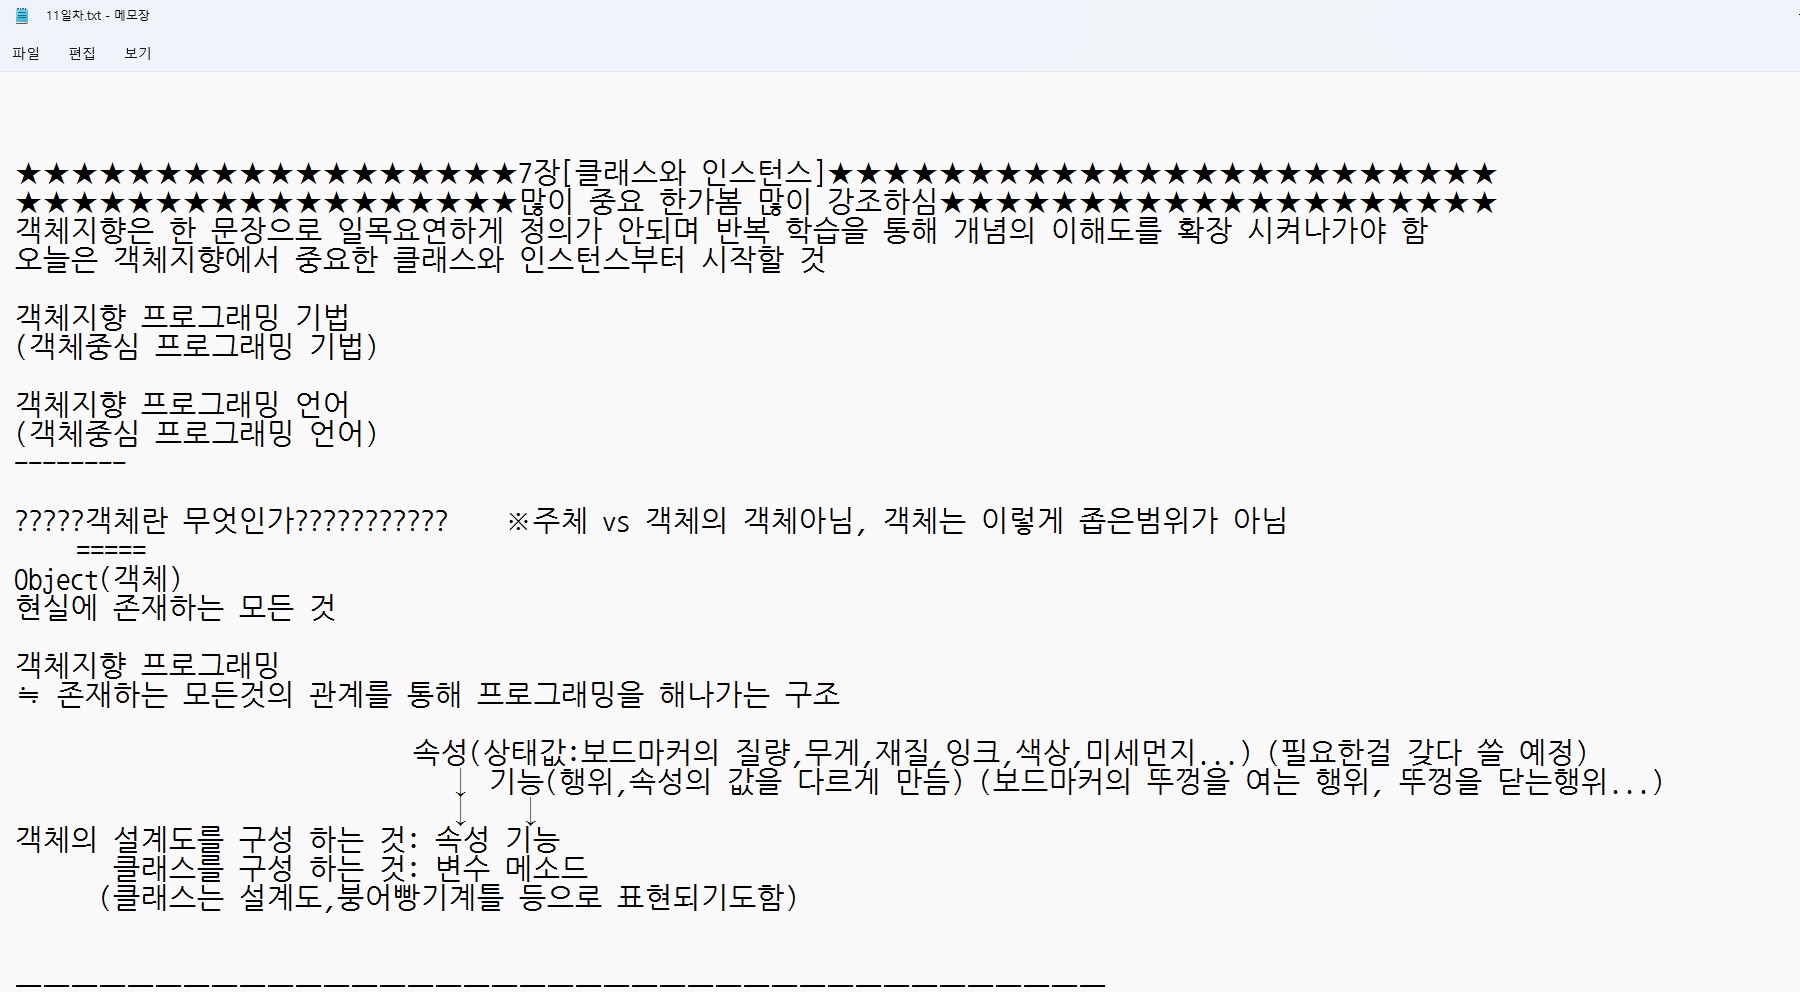 11일차.txt - 메모장
파일 편집 보기
★★★★★★★★★★★★★★★★★★7장[클래스와 인스턴스]★★★★★★★★★★★★★★★★★★★★★★★★
★★★★★★★★★★★★★★★★★★많이 중요 한가봄 많이 강조하심★★★★★★★★★★★★★★★★★★★★
객체지향은 한 문장으로 일목요연하게 정의가 안되며 반복 학습을 통해 개념의 이해도를 확장 시켜나가야 함
오늘은 객체지향에서 중요한 클래스와 인스턴스부터 시작할 것
객체지향 프로그래밍 기법
(객체중심 프로그래밍 기법)
객체지향 프로그래밍 언어
(객체중심 프로그래밍 언어)
--------
?????객체란 무엇인가??????????? ※주체 vs 객체의 객체아님, 객체는 이렇게 좁은범위가 아님
=====
Object(객체)
현실에 존재하는 모든 것
객체지향 프로그래밍
≒ 존재하는 모든것의 관계를 통해 프로그래밍을 해나가는 구조
속성(상태값:보드마커의 질량,무게,재질,잉크,색상,미세먼지...) (필요한걸 갖다 쓸 예정)
↓ 기능(행위,속성의 값을 다르게 만듬) (보드마커의 뚜껑을 여는 행위, 뚜껑을 닫는행위...)
↓ ↓
객체의 설계도를 구성 하는 것: 속성 기능
클래스를 구성 하는 것: 변수 메소드
(클래스는 설계도,붕어빵기계틀 등으로 표현되기도함)
ㅡㅡㅡㅡㅡㅡㅡㅡㅡㅡㅡㅡㅡㅡㅡㅡㅡㅡㅡㅡㅡㅡㅡㅡㅡㅡㅡㅡㅡㅡㅡㅡㅡㅡㅡㅡㅡㅡㅡ